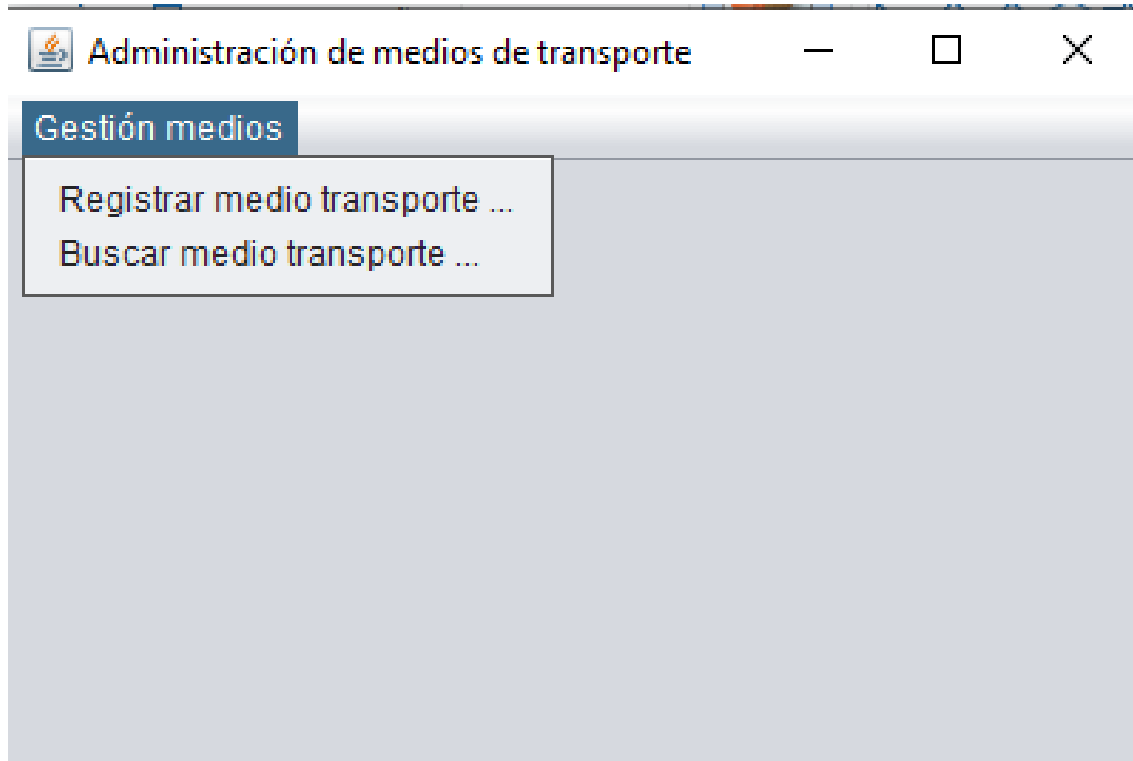 Administración de medios de transporte
Gestión medios
Registrar medio transporte ...
Buscar medio transporte ...